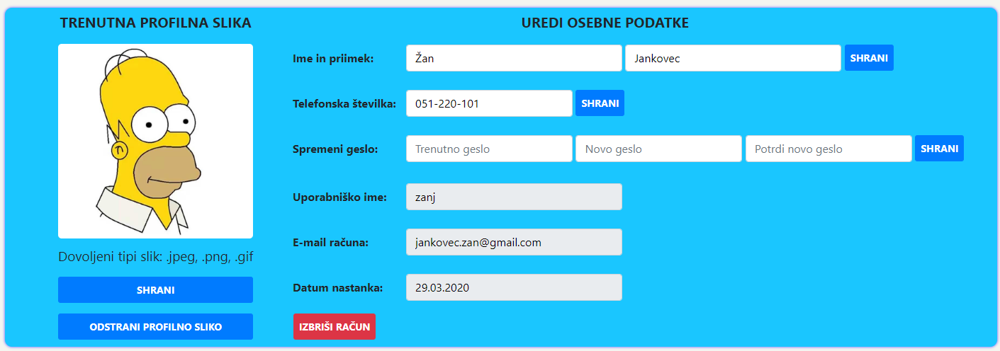 TRENUTNA PROFILNA SLIKA
Dovoljeni tipi slik: .jpeg, .png, .gif
SHRANI
ODSTRANI PROFILNO SLIKO
UREDI OSEBNE PODATKE
Ime in priimek: Žan Jankovec SHRANI
Telefonska številka: 051-220-101 SHRANI
Spremeni geslo: Trenutno geslo Novo geslo Potrdi novo geslo SHRANI
Uporabniško ime: zanj
E-mail računa: jankovec.zan@gmail.com
Datum nastanka: 29.03.2020
IZBRIŠI RAČUN